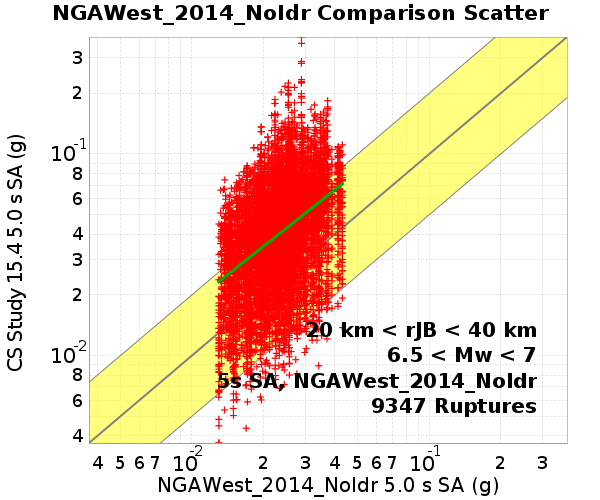 NGAWest_2014_NoIdr Comparison Scatter
CS Study 15.4 5.0 s SA (g)
3
2
10-1
8
6
4
3
2
10-2
8
6
4
20 km < rJB < 40 km
6.5 < Mw < 7
5s SA, NGAWest_2014_NoIdr
9347 Ruptures
4 5 6 7 10-2 2 3 4 5 6 7 10-1 2 3
NGAWest_2014_NoIdr 5.0 s SA (g)